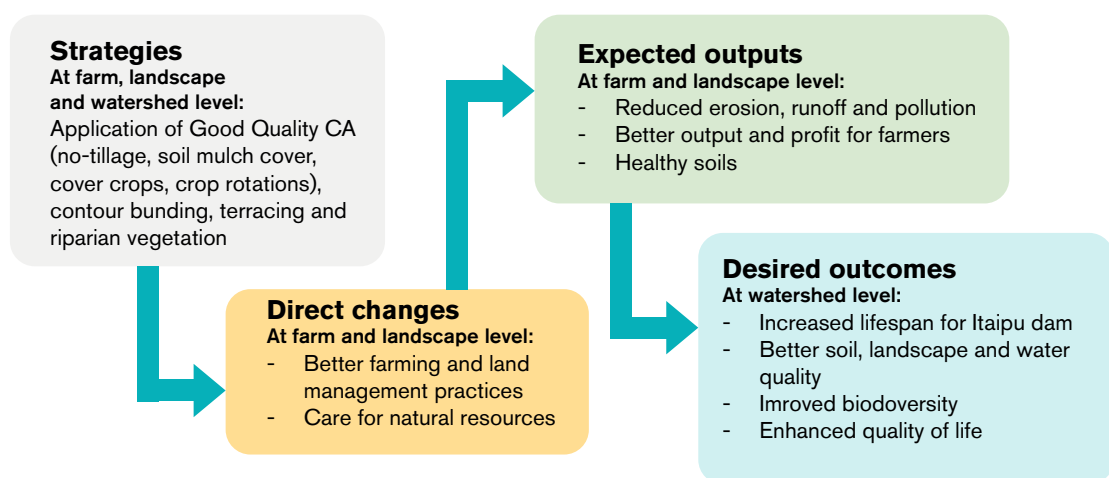 Strategies
At farm, landscape
and watershed level:
Application of Good Quality CA
(no-tillage, soil mulch cover,
cover crops, crop rotations),
contour bunding, terracing and
riparian vegetation
Direct changes
At farm and landscape level:
- Better farming and land
management practices
- Care for natural resources
Expected outputs
At farm and landscape level:
- Reduced erosion, runoff and pollution
- Better output and profit for farmers
- Healthy soils
Desired outcomes
At watershed level:
- Increased lifespan for Itaipu dam
- Better soil, landscape and water
quality
- Imroved biodoversity
- Enhanced quality of life